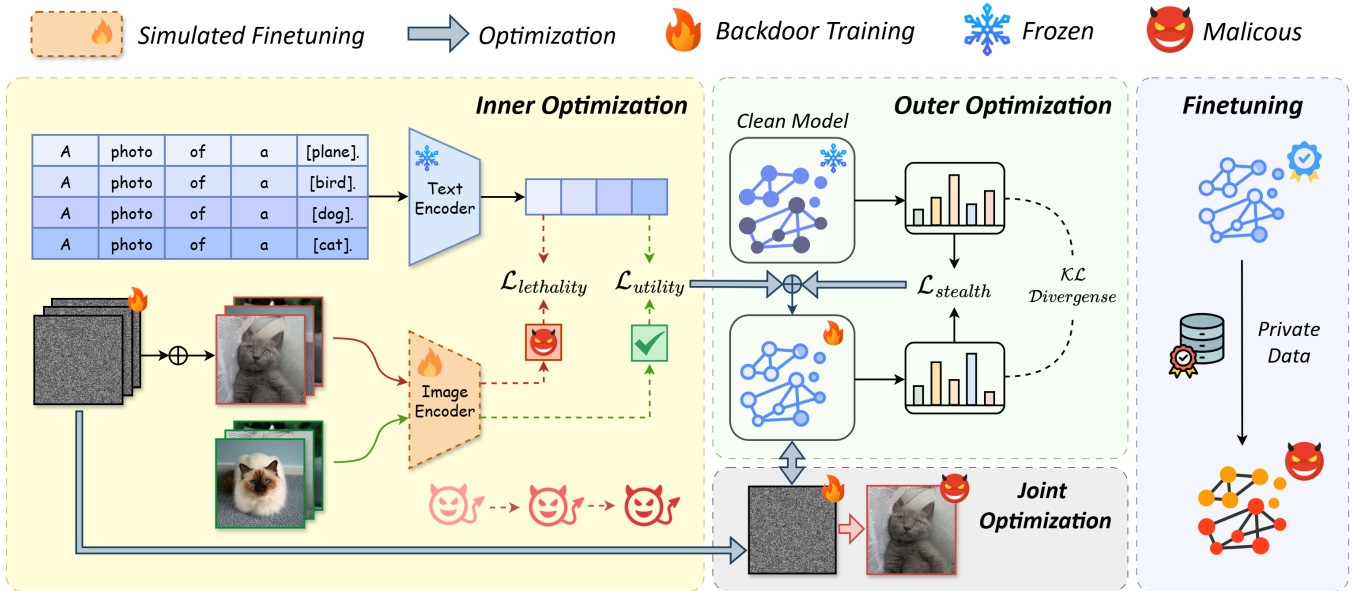 Simulated Finetuning
Optimization
Backdoor Training
Frozen
Malicous
Inner Optimization
A photo of a [plane].
A photo of a [bird].
A photo of a [dog].
A photo of a [cat].
Text
Encoder
ℒlethality
ℒutility
Image
Encoder
Outer Optimization
Clean Model
ℒstealth
𝒦ℒ
Divergense
Joint
Optimization
Finetuning
Private
Data